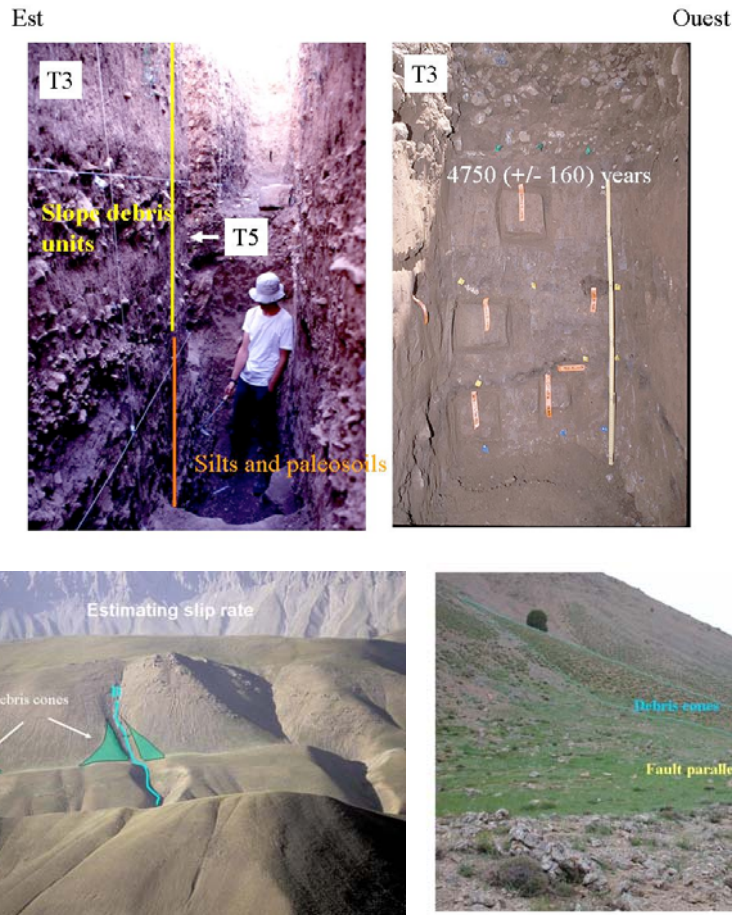 Est
Ouest
T3
T3
4750 (+/- 160) years
Slope debris
units
T5
Silts and paleosoils
Estimating slip rate
ebris cones
Debris cones
Fault paralle